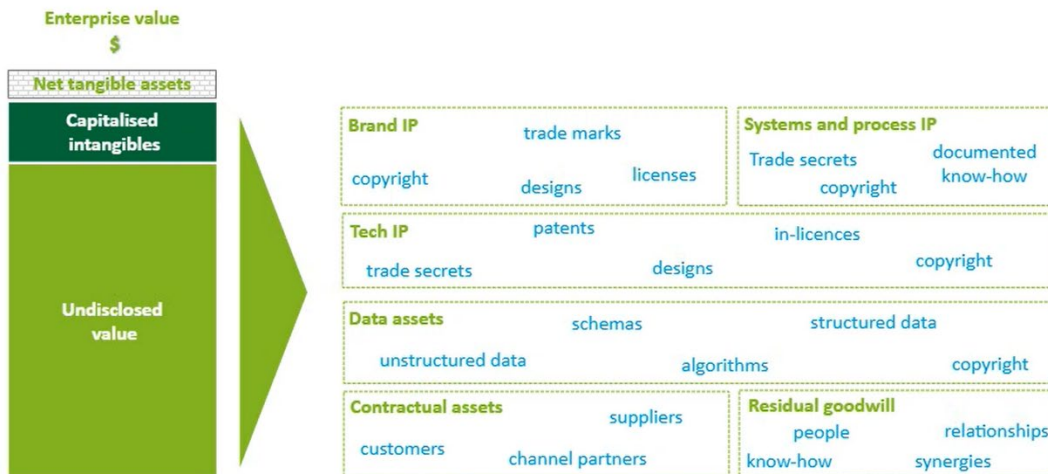 Enterprise value
$
Net tangible assets
Capitalised
intangibles
Undisclosed
value
Brand IP
trade marks
copyright
designs
licenses
Systems and process IP
Trade secrets
documented
know-how
copyright
Tech IP
patents
in-licences
trade secrets
designs
copyright
Data assets
schemas
structured data
unstructured data
algorithms
copyright
Contractual assets
suppliers
customers
channel partners
Residual goodwill
people
relationships
know-how
synergies